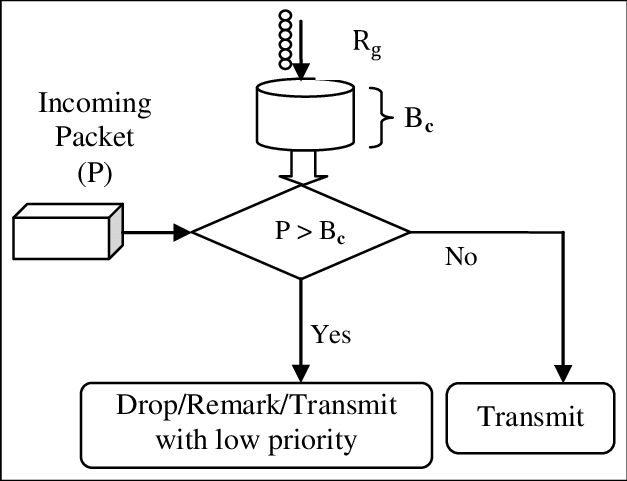 R_g
Incoming
Packet
(P)
B_c
P > B_c
No
Yes
Drop/Remark/Transmit
with low priority
Transmit